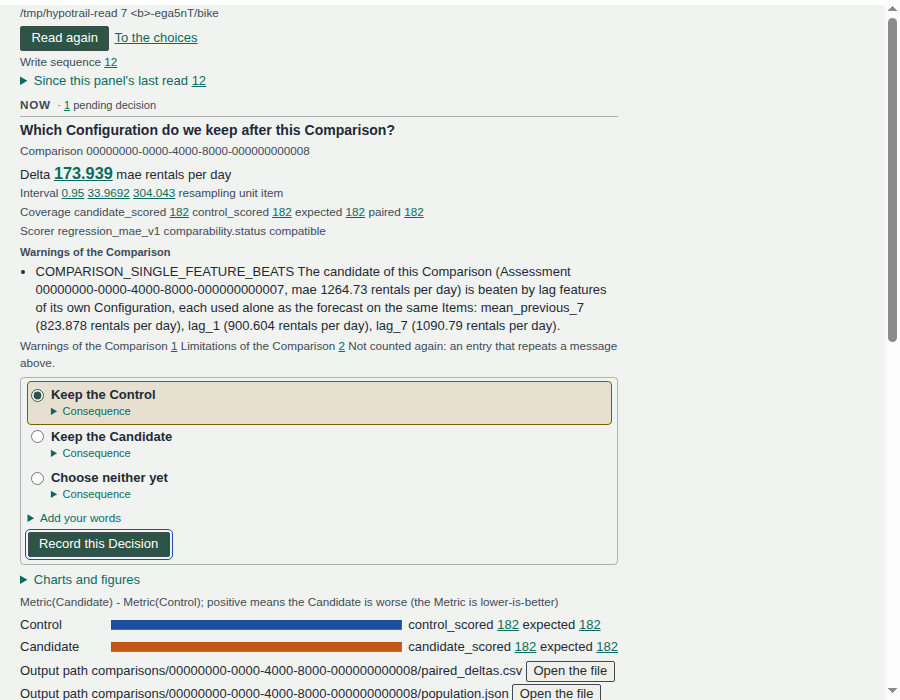 /tmp/hypotrail-read 7 <b>-ega5nT/bike
Read again To the choices
Write sequence 12
Since this panel's last read 12
NOW · 1 pending decision
Which Configuration do we keep after this Comparison?
Comparison 00000000-0000-4000-8000-000000000008
Delta 173.939 mae rentals per day
Interval 0.95 33.9692 304.043 resampling unit item
Coverage candidate_scored 182 control_scored 182 expected 182 paired 182
Scorer regression_mae_v1 comparability.status compatible
Warnings of the Comparison
• COMPARISON_SINGLE_FEATURE_BEATS The candidate of this Comparison (Assessment
00000000-0000-4000-8000-000000000007, mae 1264.73 rentals per day) is beaten by lag features
of its own Configuration, each used alone as the forecast on the same Items: mean_previous_7
(823.878 rentals per day), lag_1 (900.604 rentals per day), lag_7 (1090.79 rentals per day).
Warnings of the Comparison 1 Limitations of the Comparison 2 Not counted again: an entry that repeats a message
above.
Keep the Control
Consequence
Keep the Candidate
Consequence
Choose neither yet
Consequence
Add your words
Record this Decision
Charts and figures
Metric(Candidate) - Metric(Control); positive means the Candidate is worse (the Metric is lower-is-better)
Control control_scored 182 expected 182
Candidate candidate_scored 182 expected 182
Output path comparisons/00000000-0000-4000-8000-000000000008/paired_deltas.csv Open the file
Output path comparisons/00000000-0000-4000-8000-000000000008/population.json Open the file